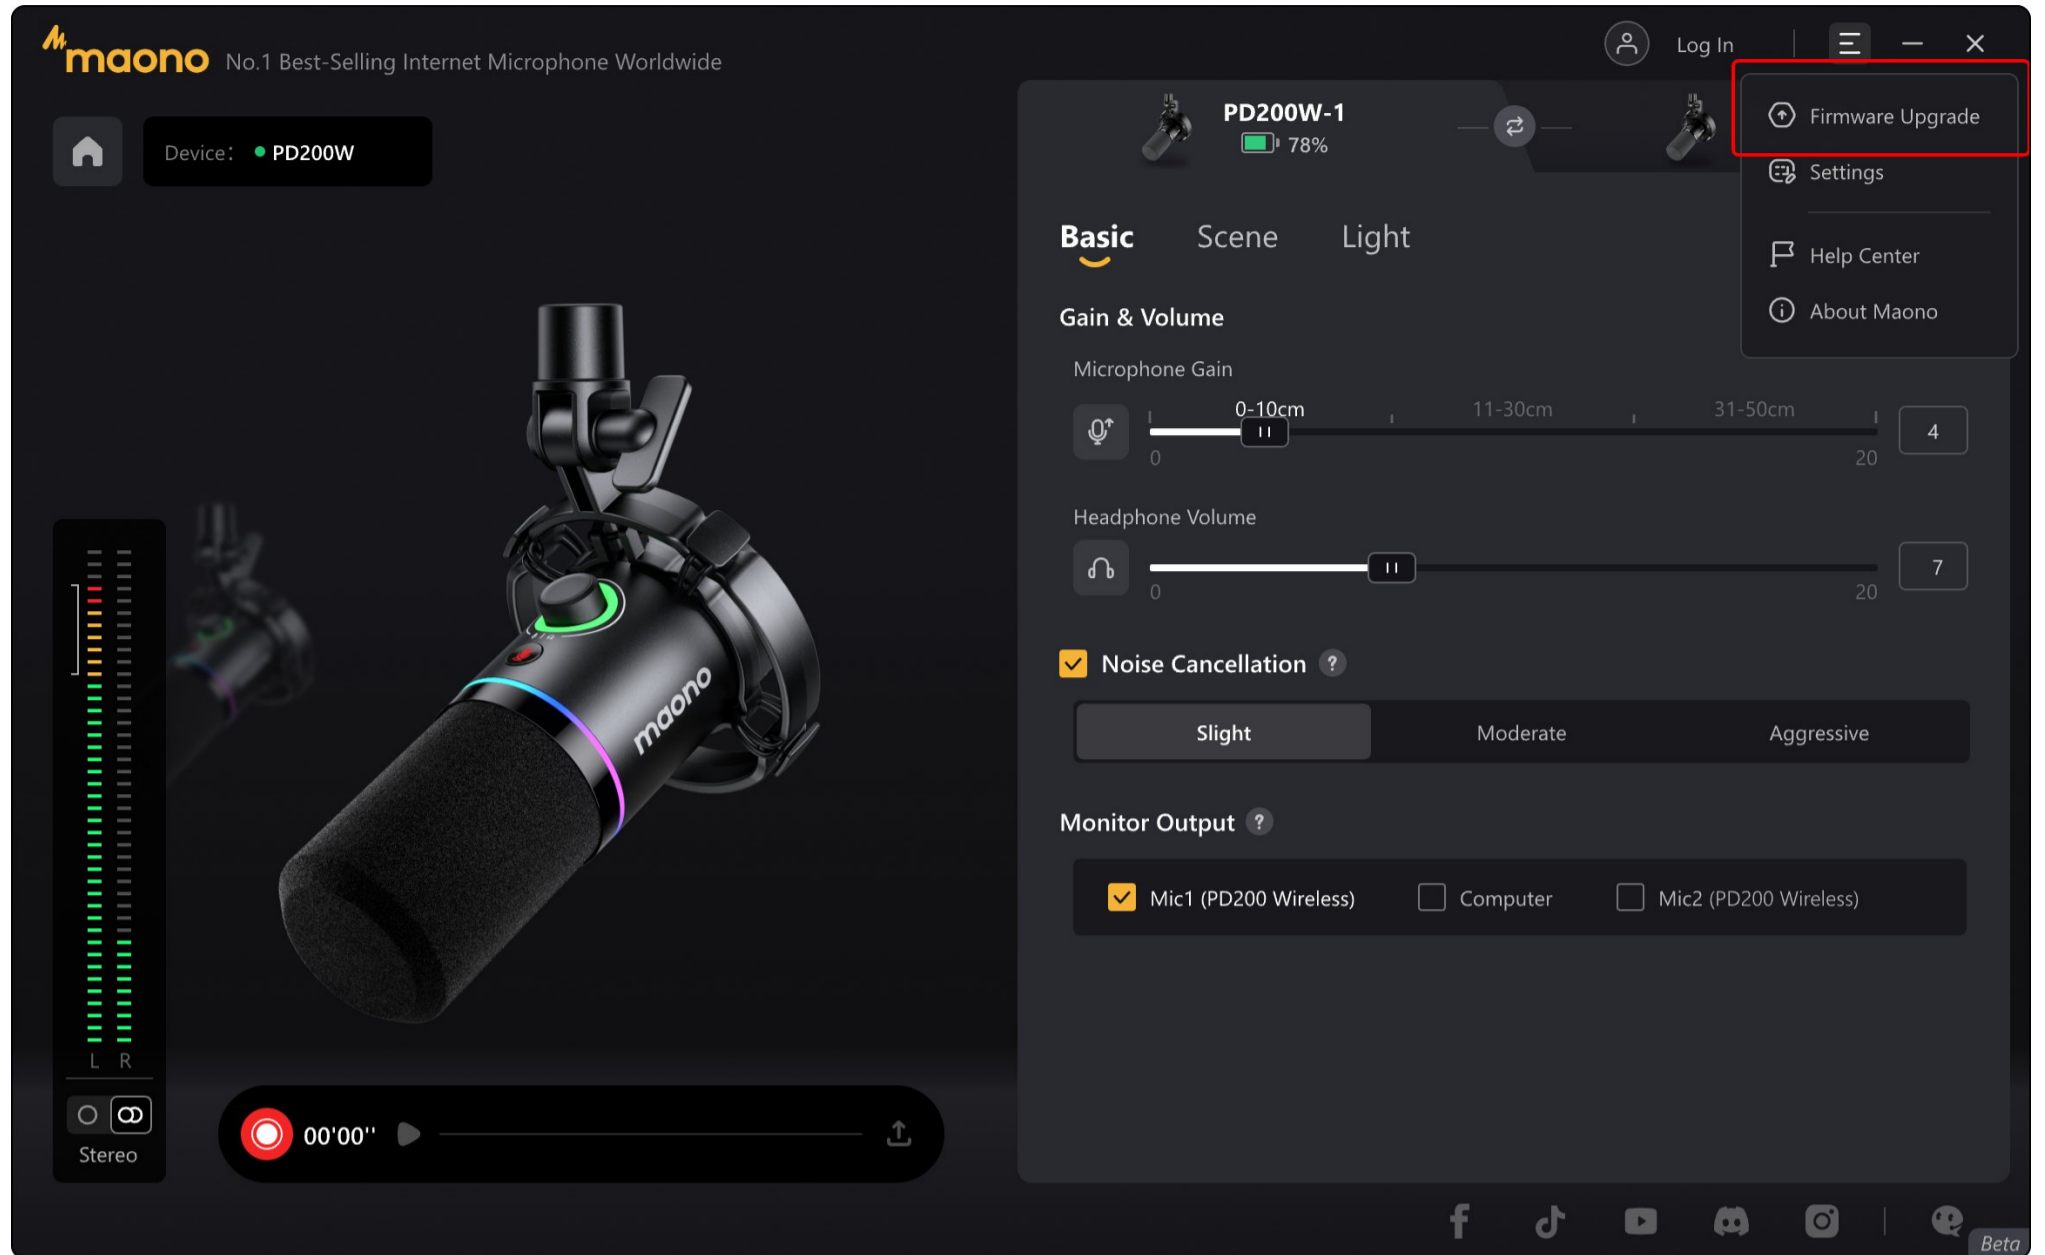 maono No.1 Best-Selling Internet Microphone Worldwide
Log In
Device: PD200W
PD200W-1
78%
Firmware Upgrade
Settings
Help Center
About Maono
Basic Scene Light
Gain & Volume
Microphone Gain
0-10cm 11-30cm 31-50cm
4
0 20
Headphone Volume
7
0 20
Noise Cancellation ?
Slight Moderate Aggressive
Monitor Output ?
Mic1 (PD200 Wireless) Computer Mic2 (PD200 Wireless)
maono
L R
Stereo
00'00''
Beta